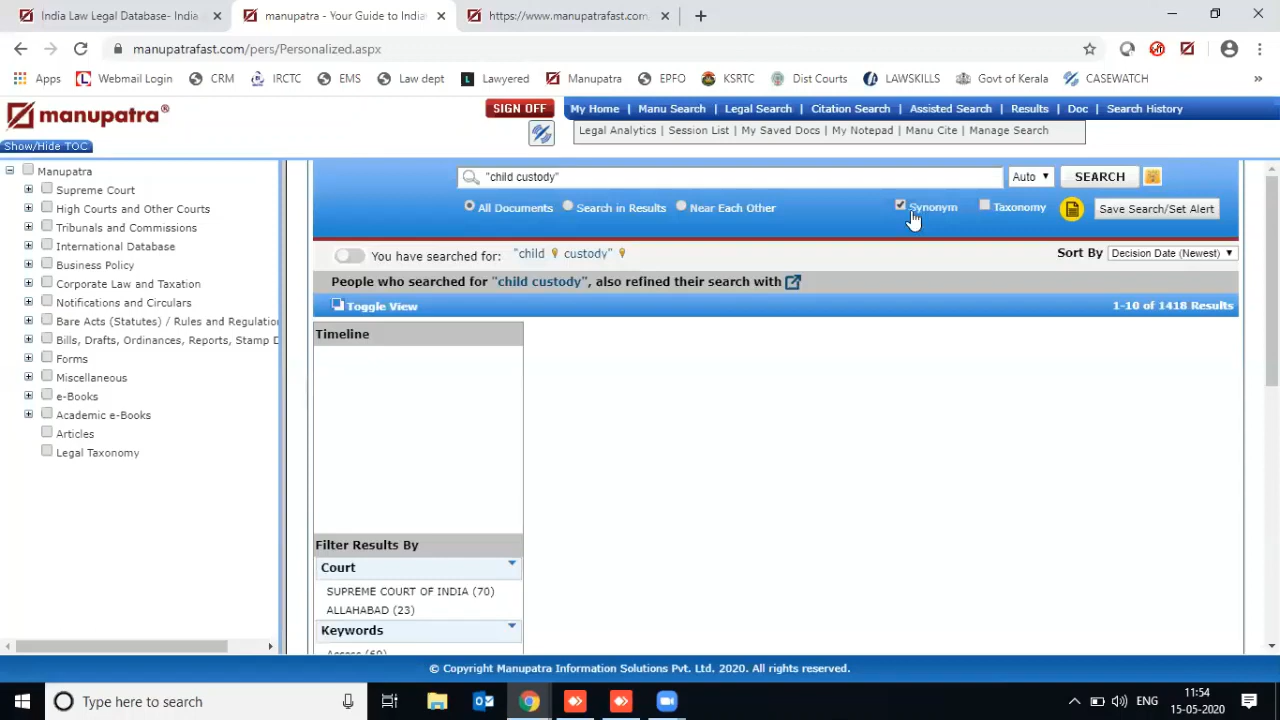 India Law Legal Database- India
manupatra - Your Guide to India
https://www.manupatrafast.com
manupatrafast.com/pers/Personalized.aspx
Apps Webmail Login CRM IRCTC EMS Law dept Lawyered Manupatra EPFO KSRTC Dist Courts LAWSKILLS Govt of Kerala CASEWATCH »
manupatra®
SIGN OFF
My Home | Manu Search | Legal Search | Citation Search | Assisted Search | Results | Doc | Search History
Legal Analytics | Session List | My Saved Docs | My Notepad | Manu Cite | Manage Search
Show/Hide TOC
Manupatra
Supreme Court
High Courts and Other Courts
Tribunals and Commissions
International Database
Business Policy
Corporate Law and Taxation
Notifications and Circulars
Bare Acts (Statutes) / Rules and Regulatio
Bills, Drafts, Ordinances, Reports, Stamp D
Forms
Miscellaneous
e-Books
Academic e-Books
Articles
Legal Taxonomy
"child custody"
Auto
SEARCH
All Documents Search in Results Near Each Other
Synonym Taxonomy
Save Search/Set Alert
You have searched for: "child custody"
Sort By Decision Date (Newest)
People who searched for "child custody", also refined their search with
Toggle View
1-10 of 1418 Results
Timeline
Filter Results By
Court
SUPREME COURT OF INDIA (70)
ALLAHABAD (23)
Keywords
Access (69)
© Copyright Manupatra Information Solutions Pvt. Ltd. 2020. All rights reserved.
Type here to search
ENG
11:54
15-05-2020